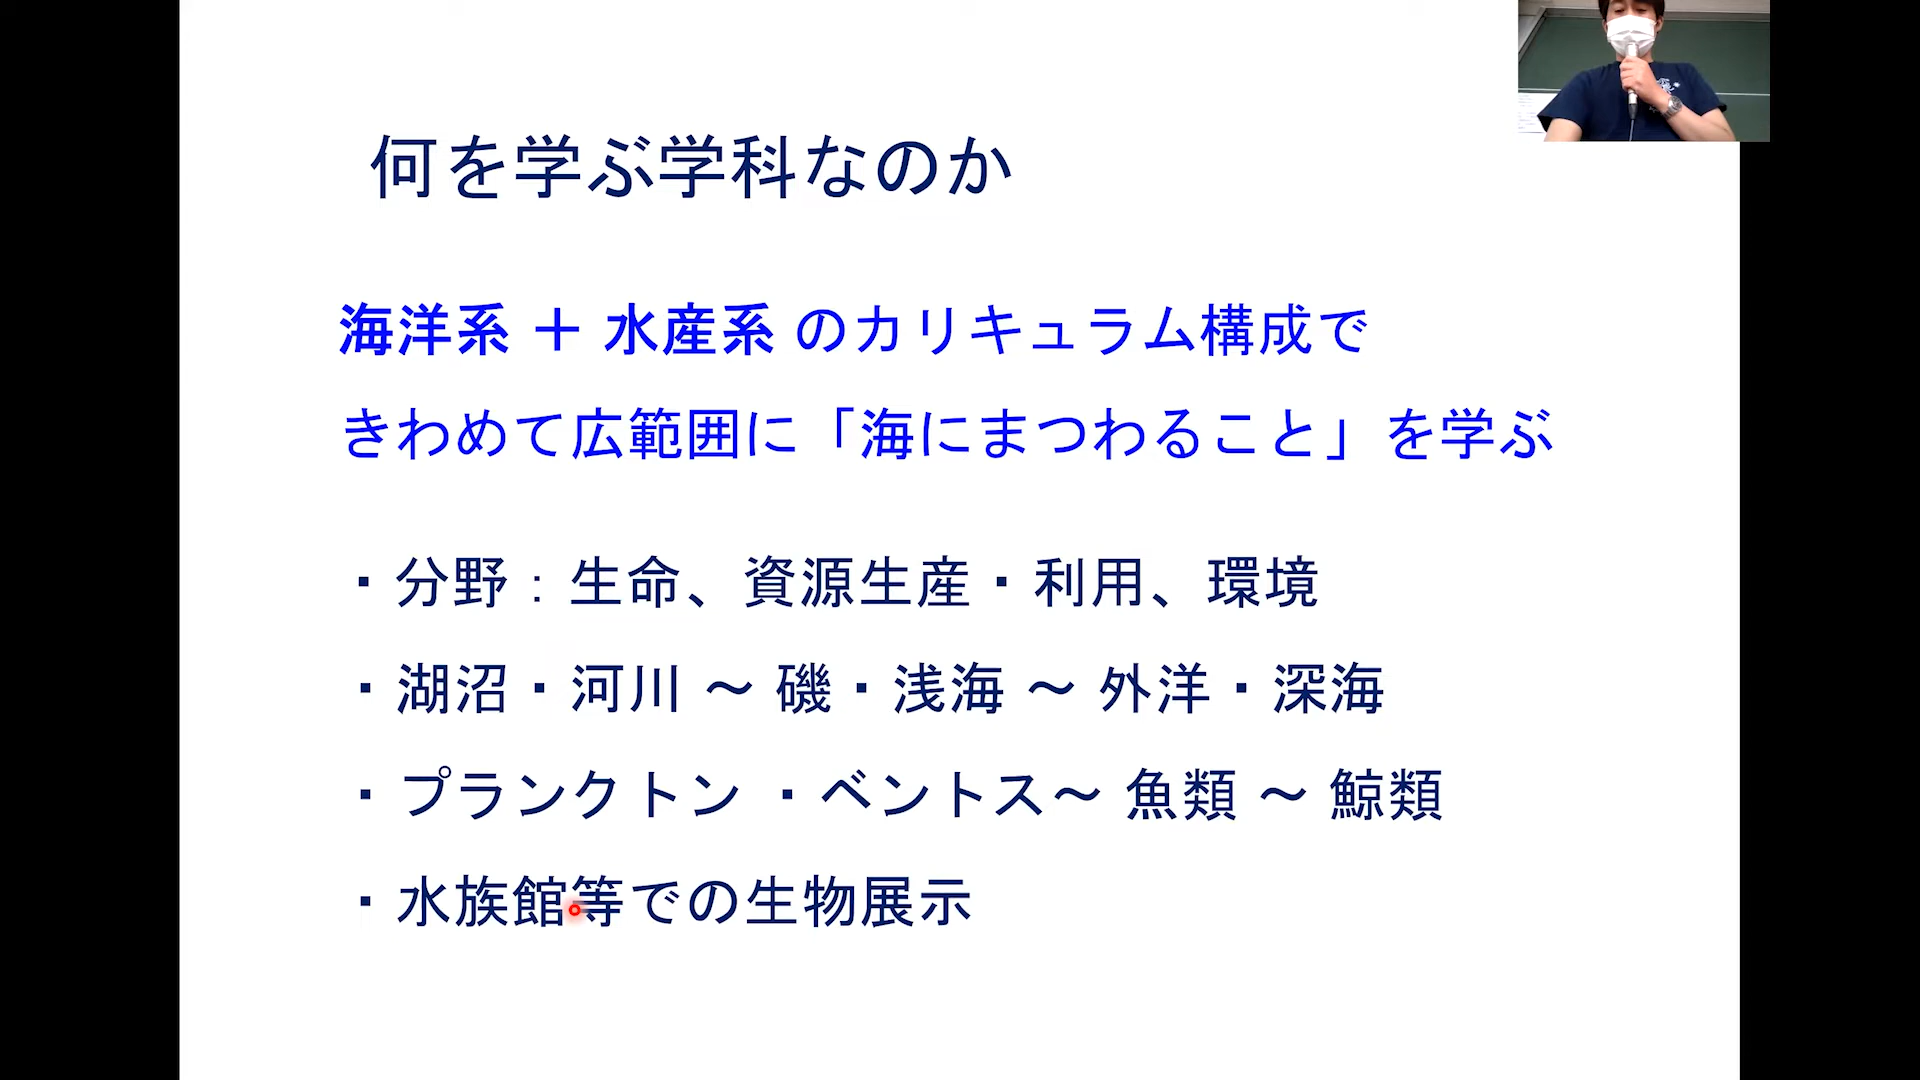 何を学ぶ学科なのか
海洋系 ＋ 水産系 のカリキュラム構成で
きわめて広範囲に「海にまつわること」を学ぶ
・分野：生命、資源生産・利用、環境
・湖沼・河川 ～ 磯・浅海 ～ 外洋・深海
・プランクトン ・ベントス～ 魚類 ～ 鯨類
・水族館等での生物展示